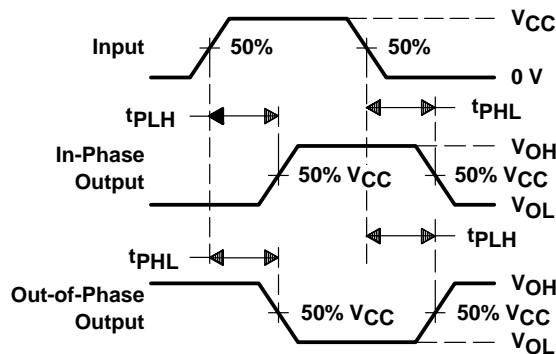 VCC
Input
50%
50%
0 V
tPLH
tPHL
In-Phase
Output
VOH
50% VCC
50% VCC
VOL
tPHL
tPLH
Out-of-Phase
Output
VOH
50% VCC
50% VCC
VOL